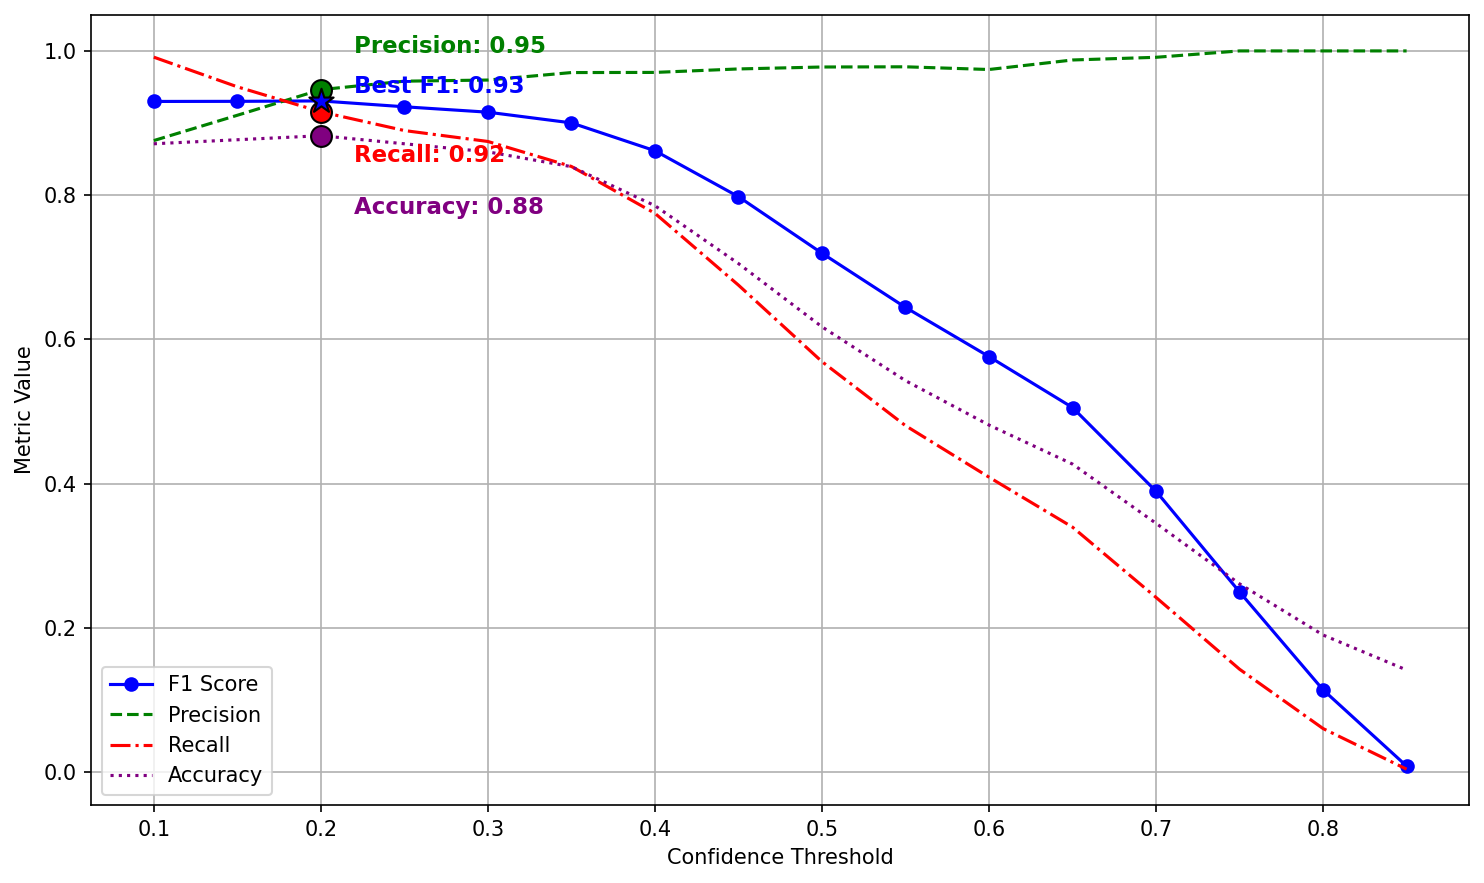 1.0
0.8
0.6
0.4
0.2
0.0
Metric Value
Precision: 0.95
Best F1: 0.93
Recall: 0.92
Accuracy: 0.88
F1 Score
Precision
Recall
Accuracy
0.1 0.2 0.3 0.4 0.5 0.6 0.7 0.8
Confidence Threshold